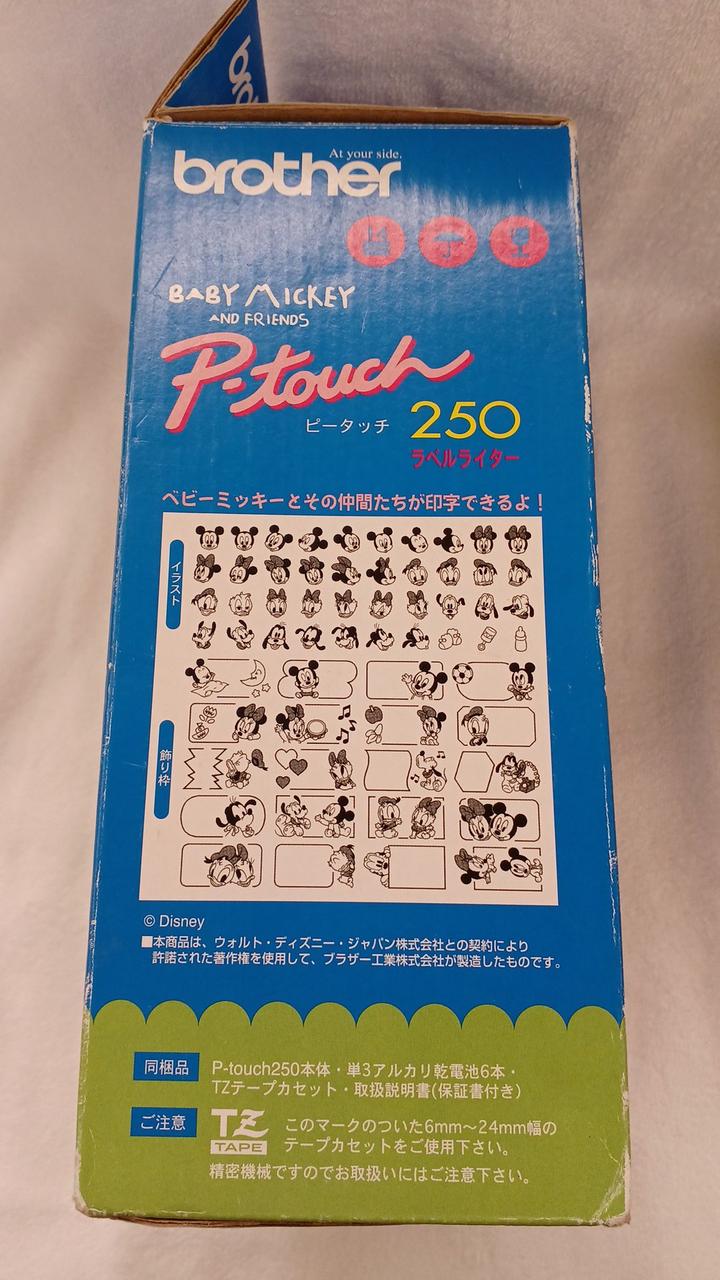 bro
At your side.
brother
BABY MICKEY
AND FRIENDS
P-touch
ピータッチ 250
ラベルライター
ベビーミッキーとその仲間たちが印字できるよ!
イラスト
飾り枠
© Disney
■本商品は、ウォルト・ディズニー・ジャパン株式会社との契約により
許諾された著作権を使用して、ブラザー工業株式会社が製造したものです。
同梱品 P-touch250本体・単3アルカリ乾電池6本・
TZテープカセット・取扱説明書(保証書付き)
ご注意 TZ TAPE このマークのついた6mm〜24mm幅の
テープカセットをご使用下さい。
精密機械ですのでお取扱いにはご注意下さい。